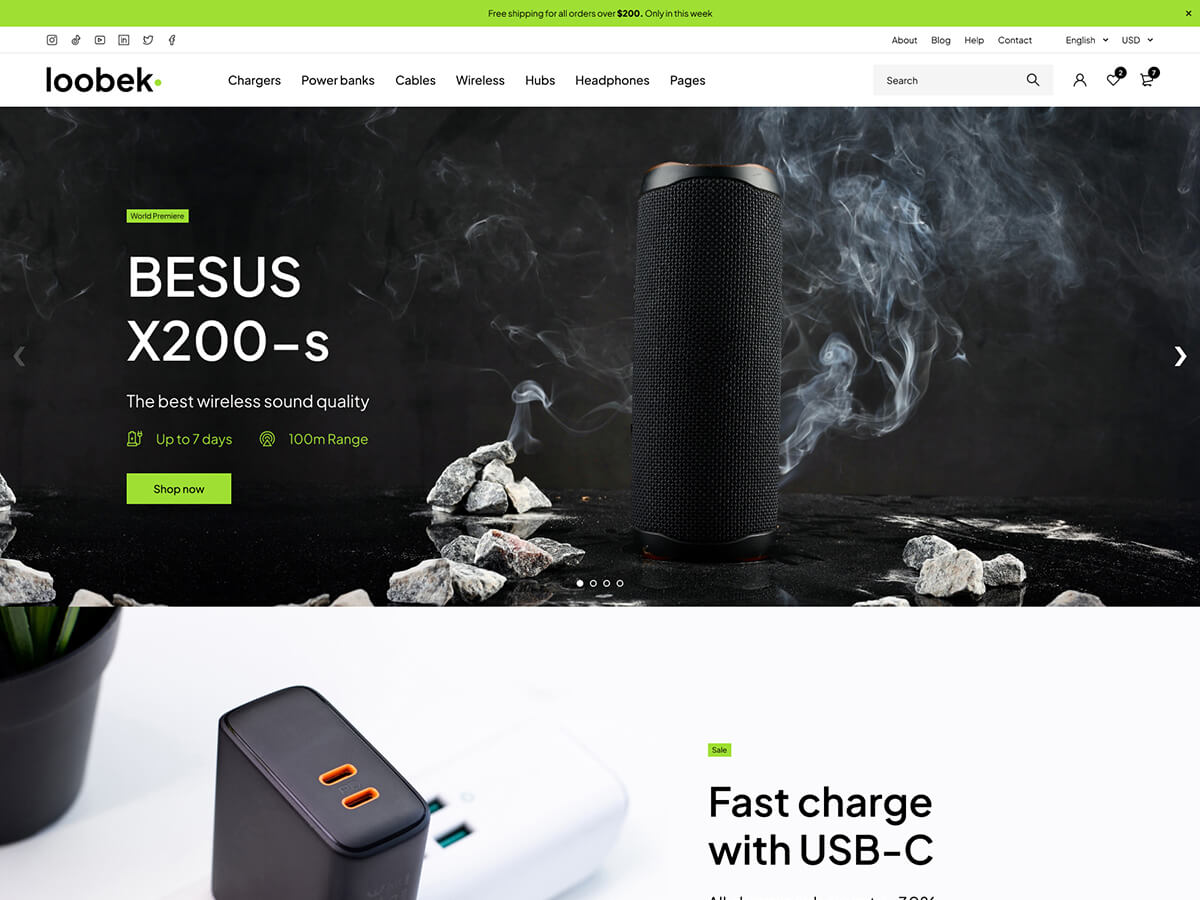 Free shipping for all orders over $200. Only in this week
About Blog Help Contact English USD
loobek
Chargers Power banks Cables Wireless Hubs Headphones Pages
Search
2
7
World Premiere
BESUS
X200-s
The best wireless sound quality
Up to 7 days 100m Range
Shop now
Sale
Fast charge
with USB-C